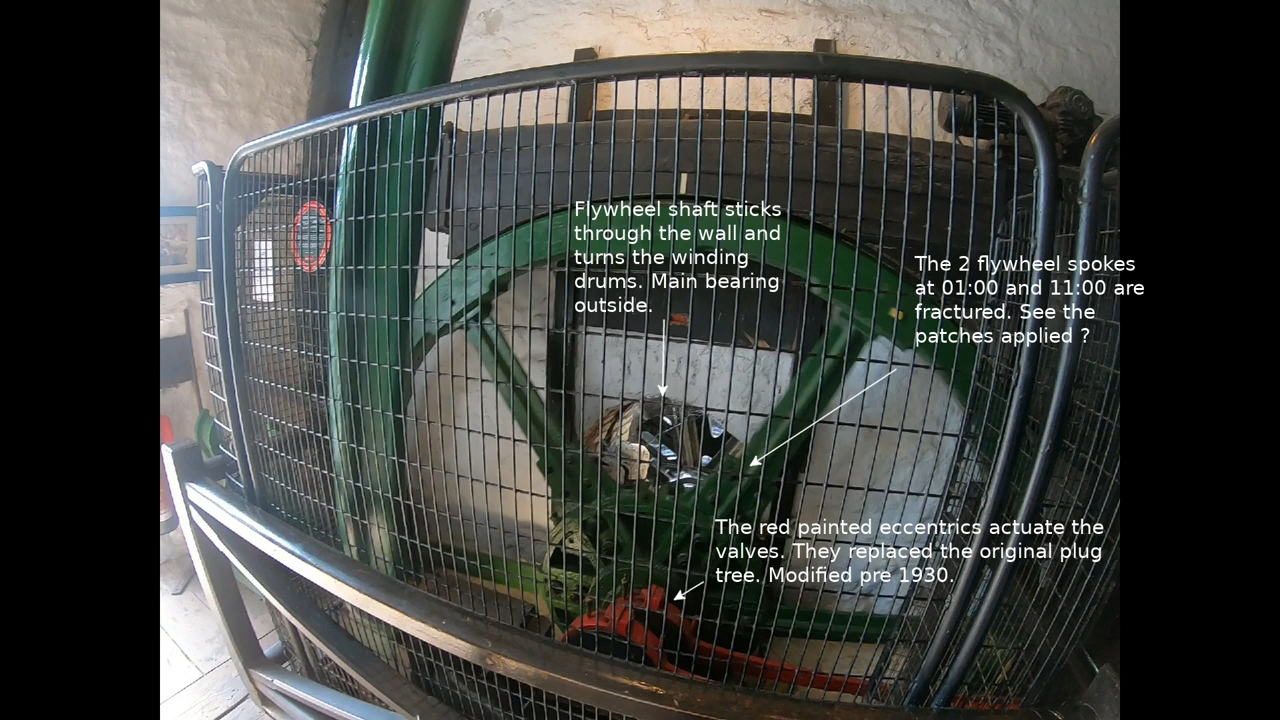 Flywheel shaft sticks
through the wall and
turns the winding
drums. Main bearing
outside.
The 2 flywheel spokes
at 01:00 and 11:00 are
fractured. See the
patches applied ?
The red painted eccentrics actuate the
valves. They replaced the original plug
tree. Modified pre 1930.